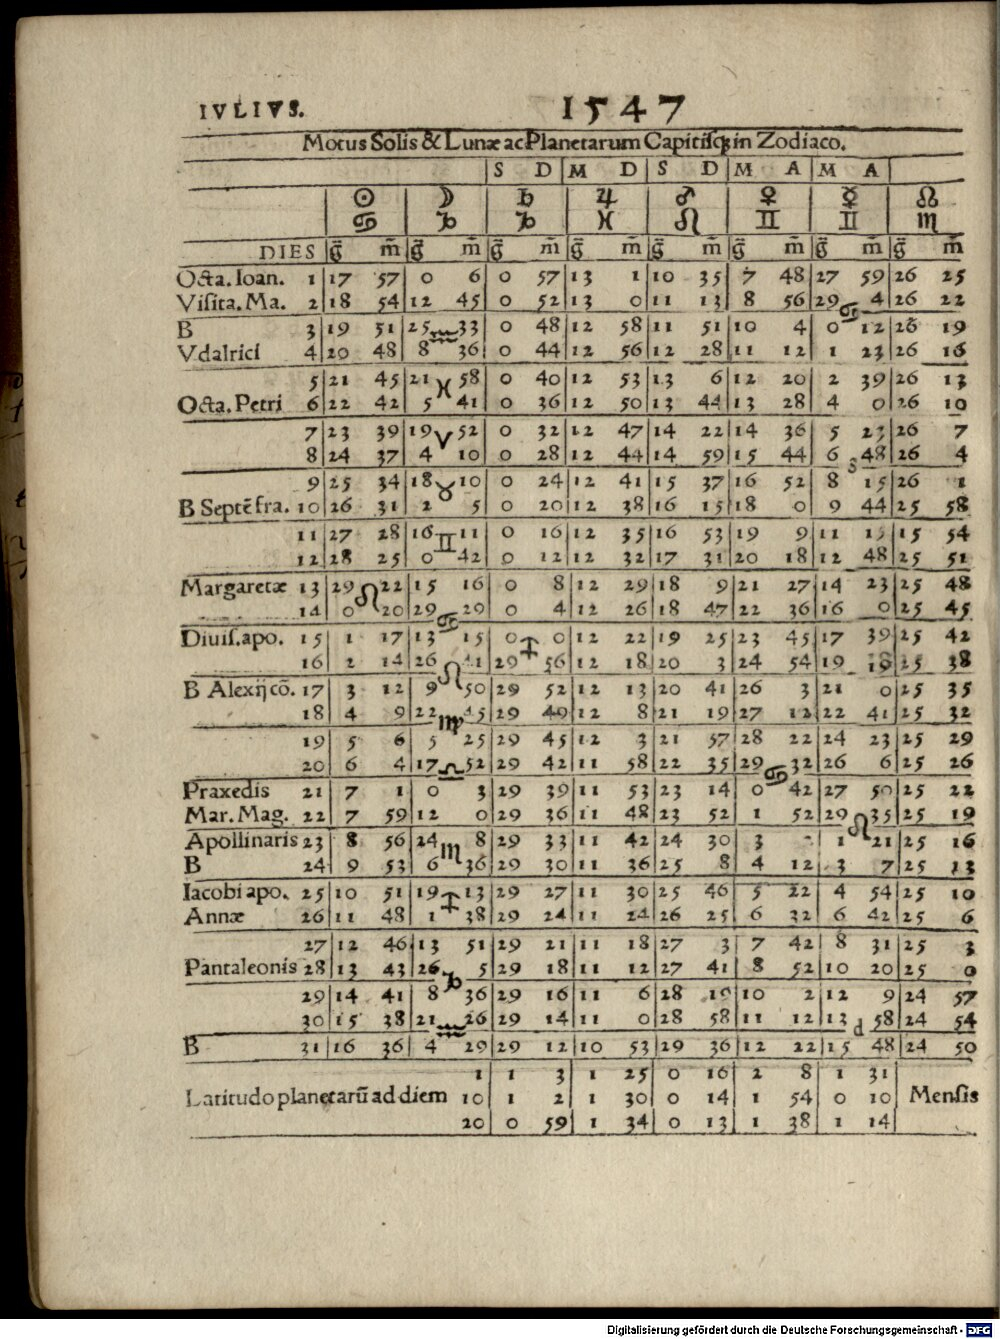 IVLIVS. 1547
Motus Solis & Lunæ ac Planetarum Capitisq; in Zodiaco.
S D M D S D M A M A
☉ ☽ ♄ ♃ ♂ ♀ ☿ ☊
♋ ♑ ♑ ♓ ♌ ♊ ♊ ♏
DIES g̃ m̃ g̃ m̃ g̃ m̃ g̃ m̃ g̃ m̃ g̃ m̃ g̃ m̃ g̃ m̃
Octa. Ioan. 1 17 57 0 6 0 57 13 1 10 35 7 48 27 59 26 25
Visita. Ma. 2 18 54 12 45 0 52 13 0 11 13 8 56 29 ♋ 4 26 22
B 3 19 51 25 ♒ 33 0 48 12 58 11 51 10 4 0 12 26 19
Vdalrici 4 20 48 8 36 0 44 12 56 12 28 11 12 1 23 26 16
5 21 45 21 ♓ 58 0 40 12 53 13 6 12 20 2 39 26 13
Octa. Petri 6 22 42 5 41 0 36 12 50 13 44 13 28 4 0 26 10
7 23 39 19 ♈ 52 0 32 12 47 14 22 14 36 5 23 26 7
8 24 37 4 10 0 28 12 44 14 59 15 44 6 s 48 26 4
9 25 34 18 ♉ 10 0 24 12 41 15 37 16 52 8 15 26 1
B Septē fra. 10 26 31 2 5 0 20 12 38 16 15 18 0 9 44 25 58
11 27 28 16 ♊ 11 0 16 12 35 16 53 19 9 11 15 54
12 28 25 0 42 0 12 12 32 17 31 20 18 12 48 25 51
Margaretæ 13 29 ♌ 22 15 16 0 8 12 29 18 9 21 27 14 23 25 48
14 0 20 29 ♋ 29 0 4 12 26 18 47 22 36 16 0 25 45
Diuis. apo. 15 1 17 13 15 0 ♐ 0 12 22 19 25 23 45 17 39 25 42
16 2 14 26 ♌ 41 29 56 12 18 20 3 24 54 19 18 25 38
B Alexij cō. 17 3 12 9 50 29 52 12 13 20 41 26 3 21 0 25 35
18 4 9 22 ♍ 45 29 49 12 8 21 19 27 12 22 41 25 32
19 5 6 5 25 29 45 12 3 21 57 28 22 24 23 25 29
20 6 4 17 ♎ 52 29 42 11 58 22 35 29 ♋ 32 26 6 25 26
Praxedis 21 7 1 0 3 29 39 11 53 23 14 0 42 27 50 25 22
Mar. Mag. 22 7 59 12 0 29 36 11 48 23 52 1 52 29 ♌ 35 25 19
Apollinaris 23 8 56 24 ♏ 8 29 33 11 42 24 30 3 1 21 25 16
B 24 9 53 6 36 29 30 11 36 25 8 4 12 3 7 25 13
Iacobi apo. 25 10 51 19 ♐ 13 29 27 11 30 25 46 5 22 4 54 25 10
Annæ 26 11 48 1 38 29 24 11 24 26 25 6 32 6 42 25 6
27 12 46 13 51 29 21 11 18 27 3 7 42 8 31 25 3
Pantaleonis 28 13 43 26 ♑ 5 29 18 11 12 27 41 8 52 10 20 25 0
29 14 41 8 36 29 16 11 6 28 19 10 2 12 9 24 57
30 15 38 21 ♒ 26 29 14 11 0 28 58 11 12 13 d 58 24 54
B 31 16 36 4 29 29 12 10 53 29 36 12 22 15 48 24 50
1 1 3 1 25 0 16 2 8 1 31
Latitudo planetarū ad diem 10 1 2 1 30 0 14 1 54 0 10 Mensis
20 0 59 1 34 0 13 1 38 1 14
Digitalisierung gefördert durch die Deutsche Forschungsgemeinschaft - DFG